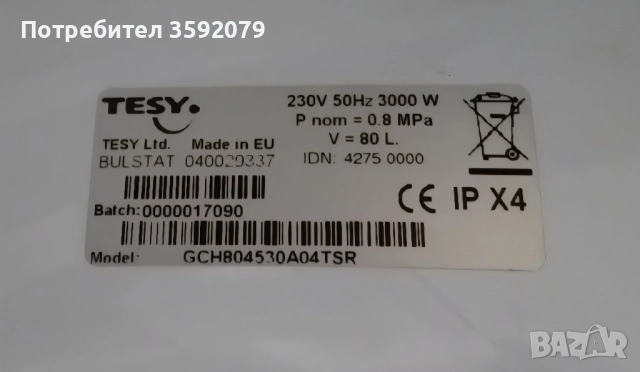 Потребител 3592079
TESY.
230V 50Hz 3000 W
P nom = 0.8 MPa
V = 80 L.
TESY Ltd. Made in EU
BULSTAT 040029337
IDN: 4275 0000
Batch:0000017090
CE IP X4
Model: GCH804530A04TSR
BAZAR